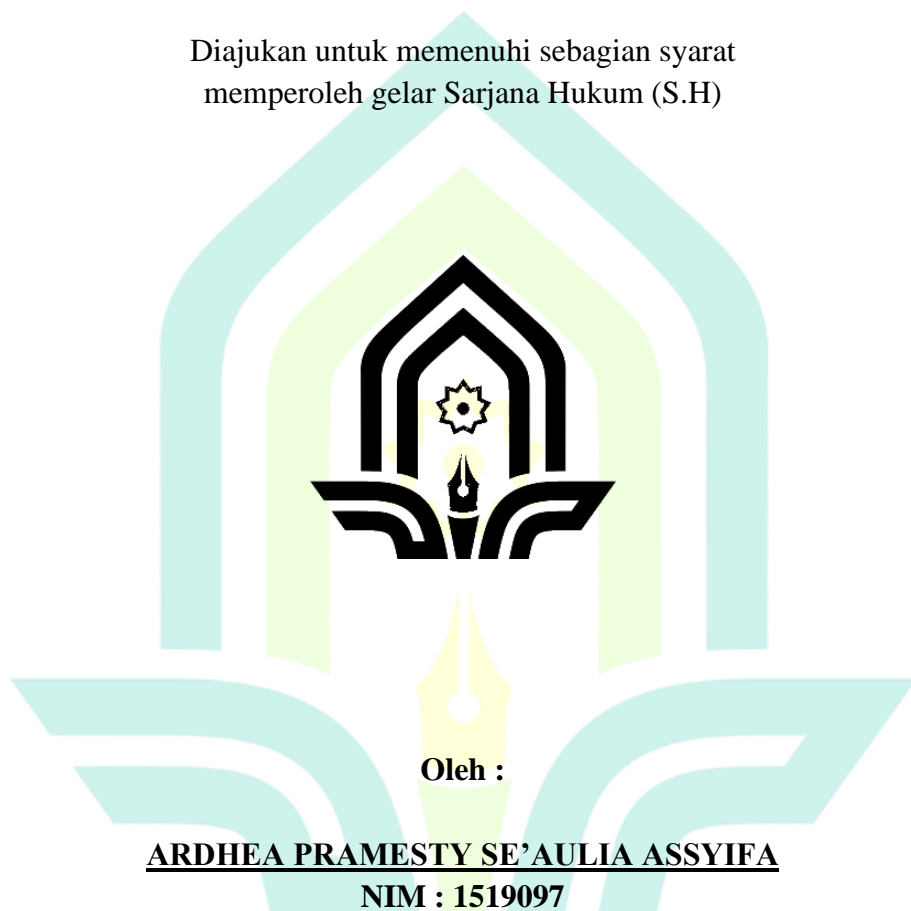 Diajukan untuk memenuhi sebagian syarat
memperoleh gelar Sarjana Hukum (S.H)
Oleh :
ARDHEA PRAMESTY SE’AULIA ASSYIFA
NIM : 1519097